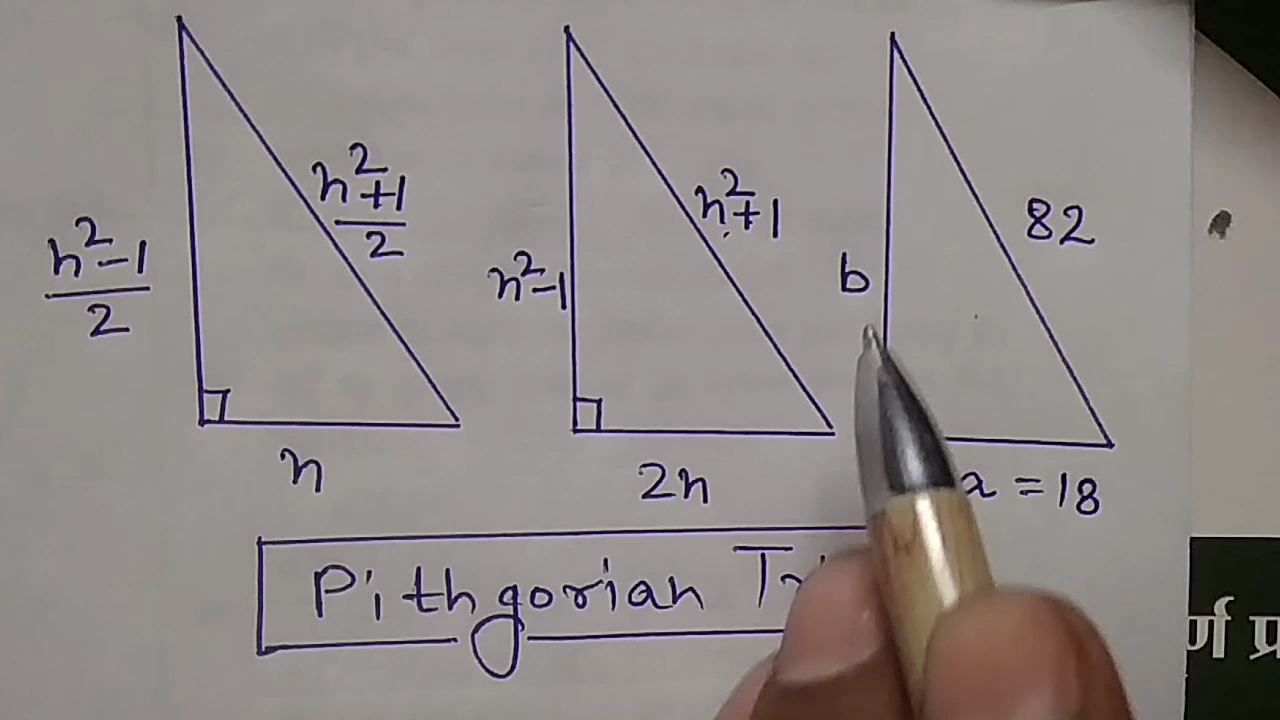 n²+1
2
n²-1
2
n
n²+1
n²-1
2n
82
b
a = 18
Pithgorian